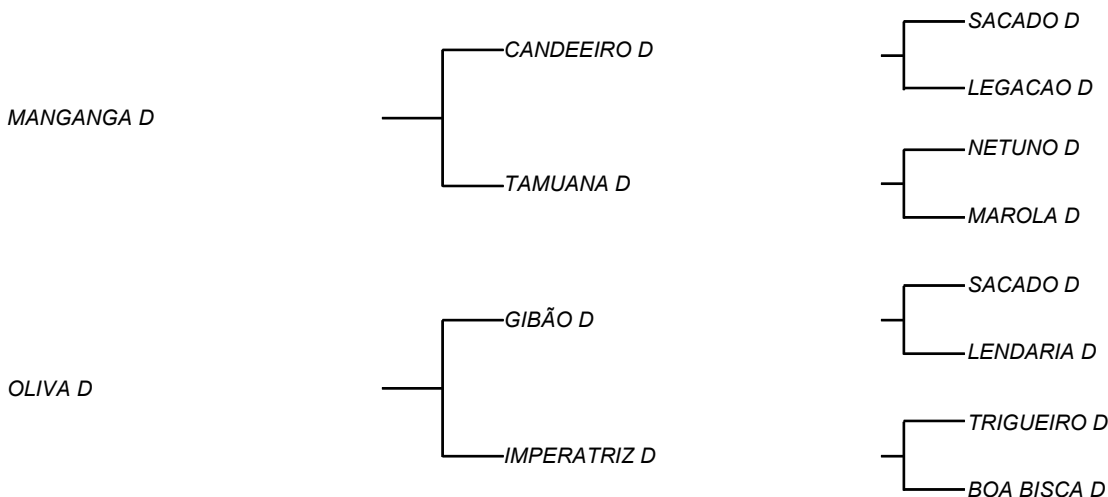 SACADO D
CANDEEIRO D
LEGACAO D
MANGANGA D
NETUNO D
TAMUANA D
MAROLA D
SACADO D
GIBÃO D
LENDARIA D
OLIVA D
TRIGUEIRO D
IMPERATRIZ D
BOA BISCA D